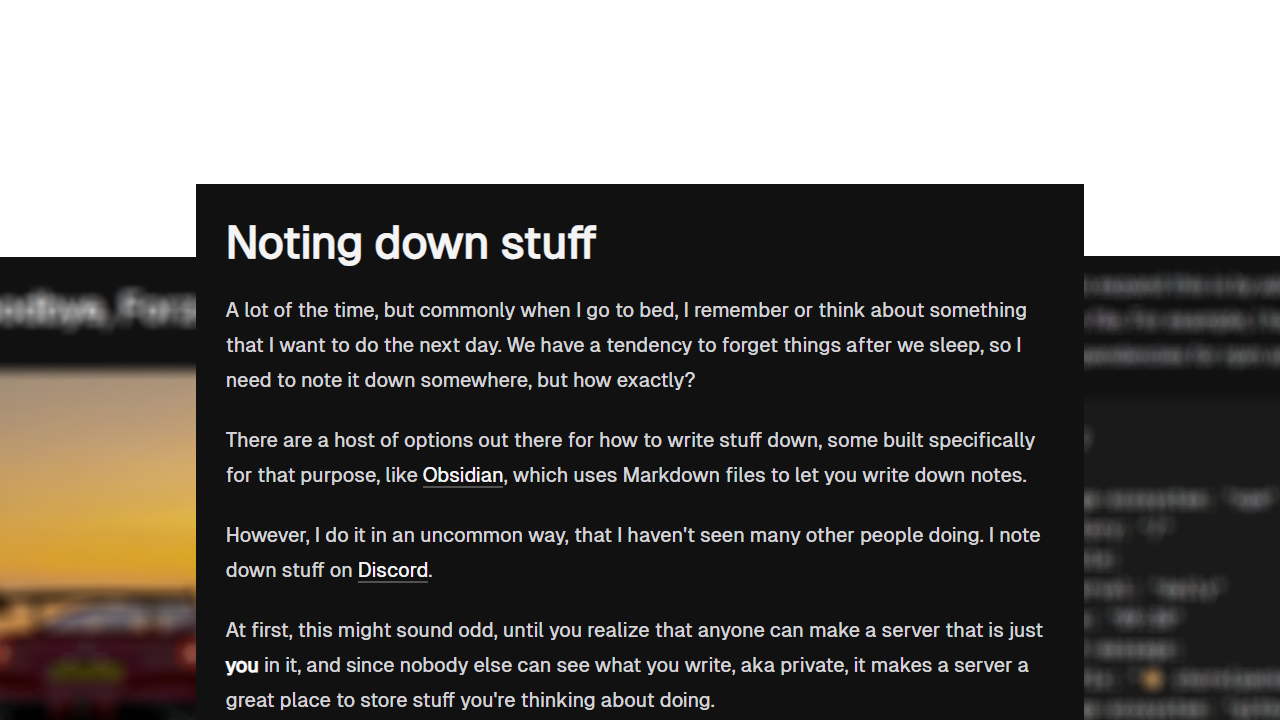 Noting down stuff
A lot of the time, but commonly when I go to bed, I remember or think about something
that I want to do the next day. We have a tendency to forget things after we sleep, so I
need to note it down somewhere, but how exactly?
There are a host of options out there for how to write stuff down, some built specifically
for that purpose, like Obsidian, which uses Markdown files to let you write down notes.
However, I do it in an uncommon way, that I haven't seen many other people doing. I note
down stuff on Discord.
At first, this might sound odd, until you realize that anyone can make a server that is just
you in it, and since nobody else can see what you write, aka private, it makes a server a
great place to store stuff you're thinking about doing.